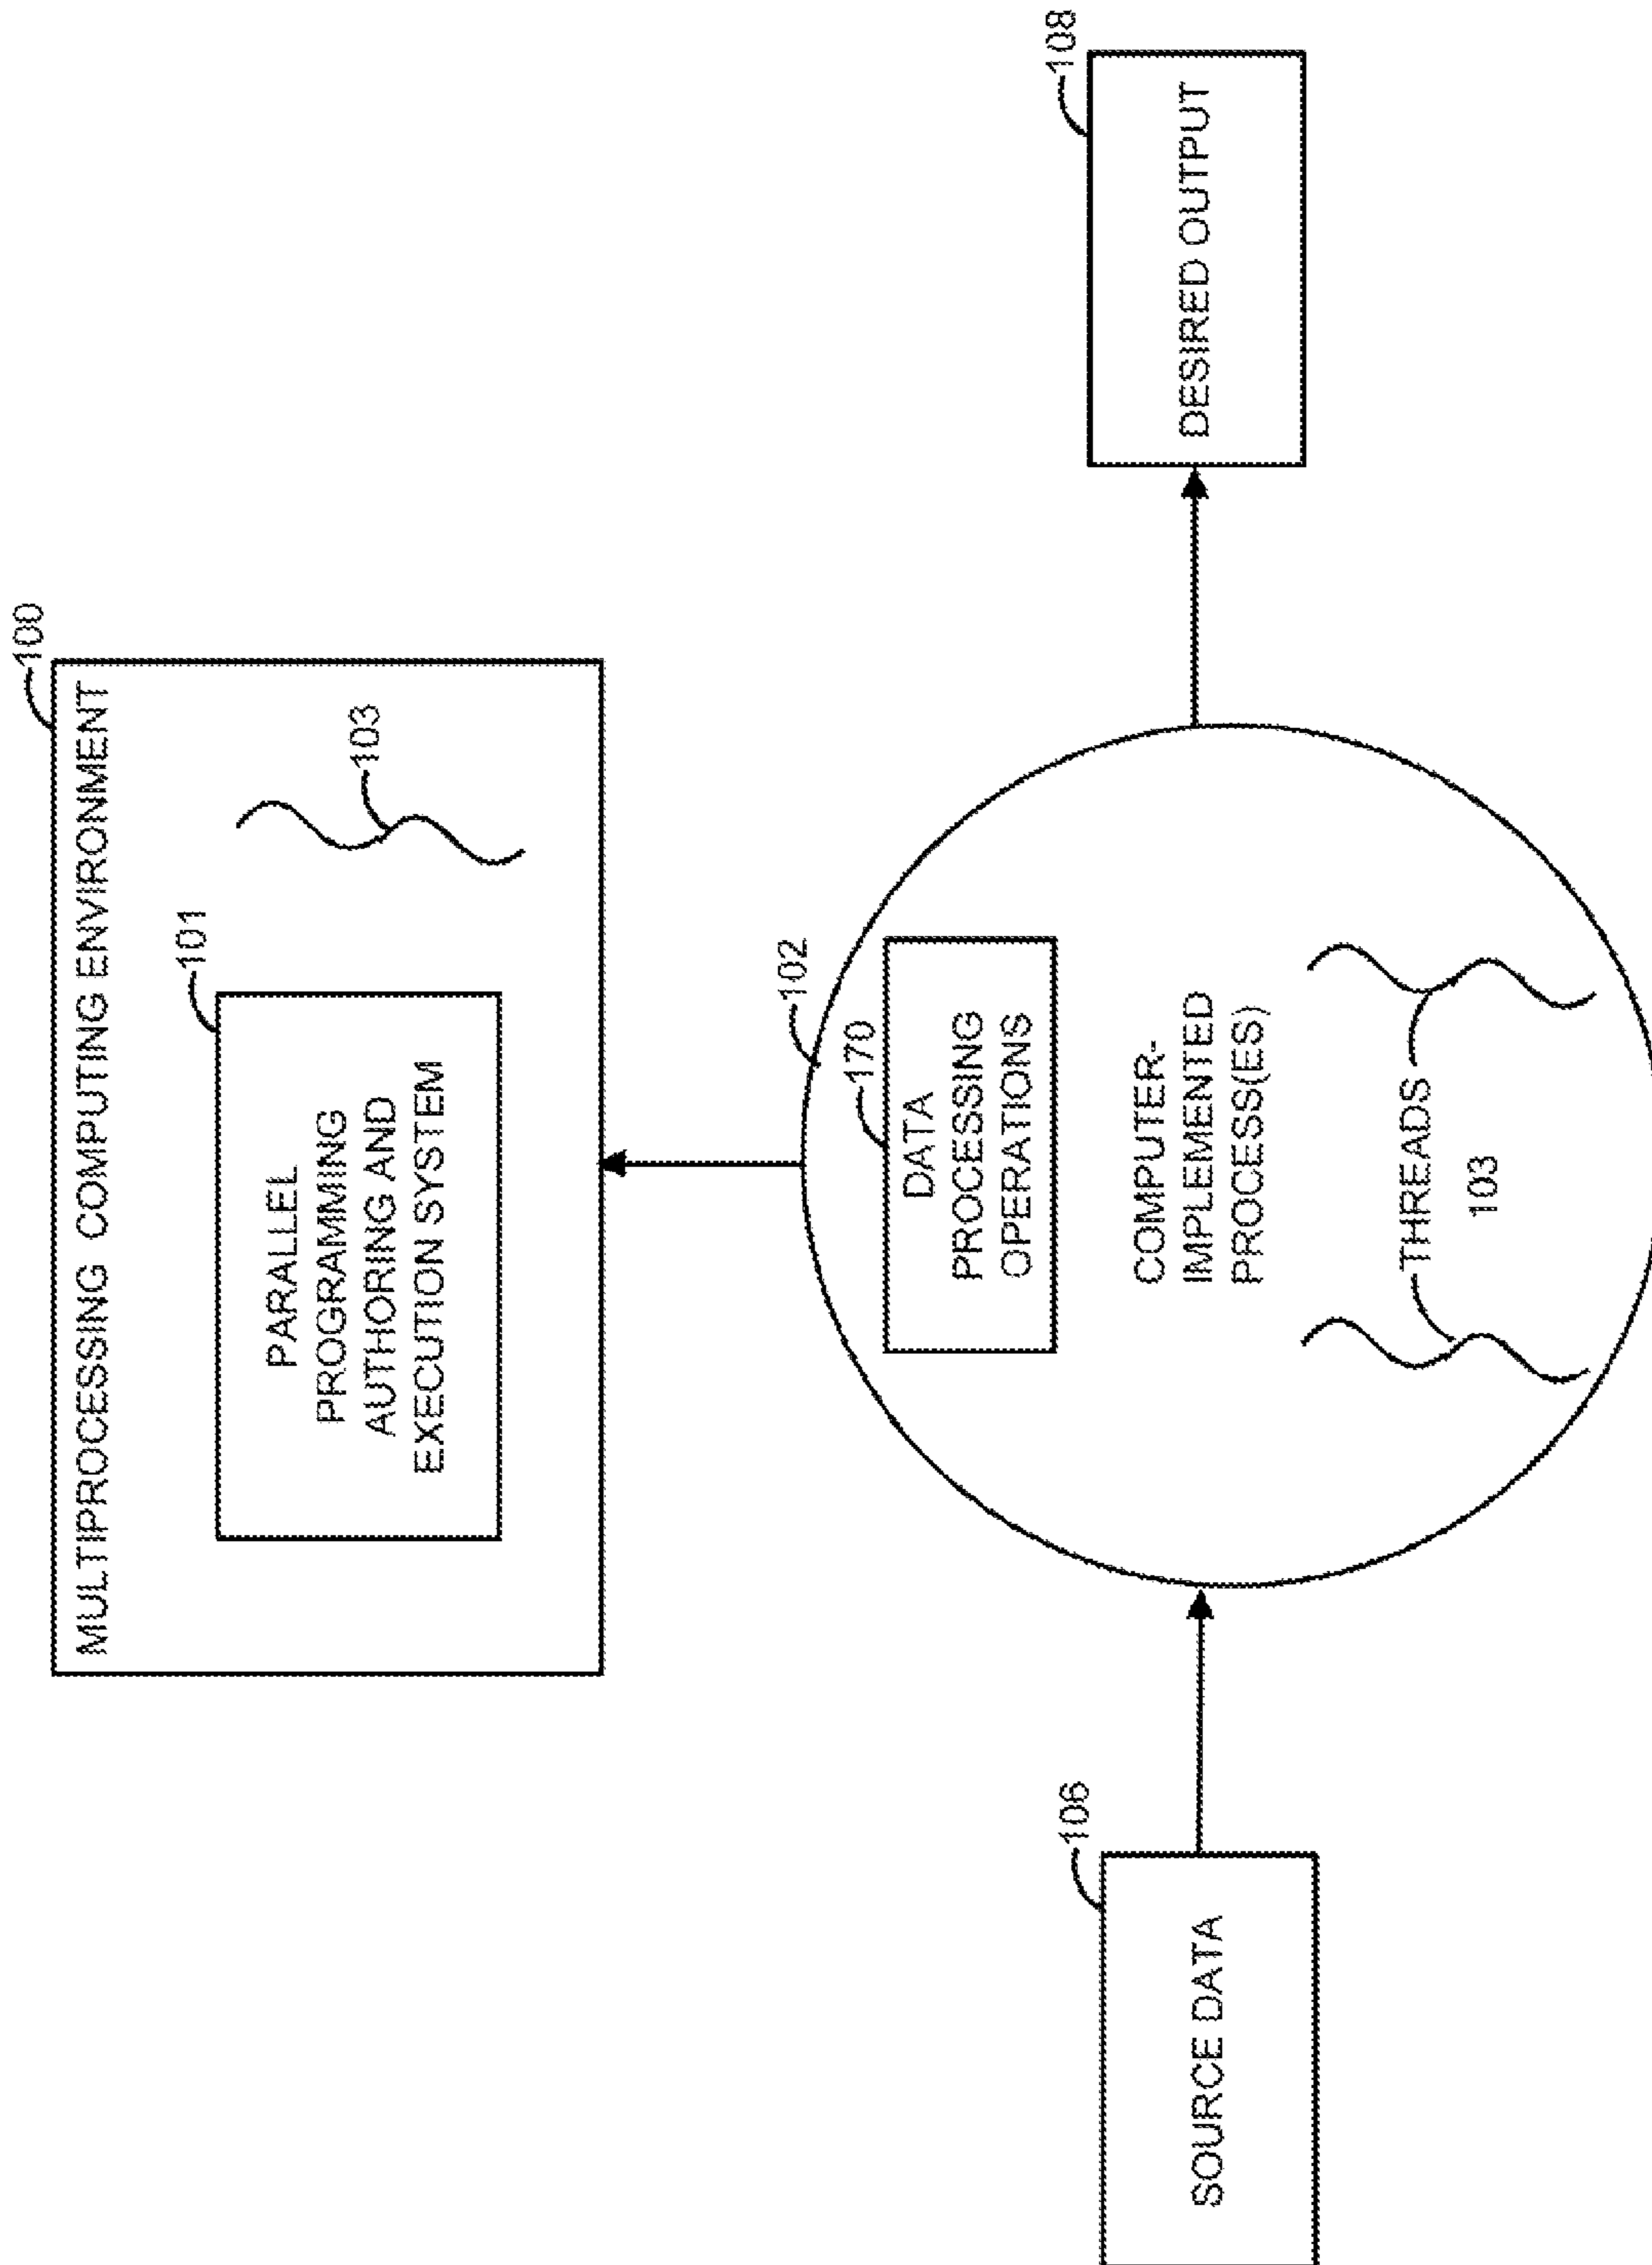 100
MULTIPROCESSING COMPUTING ENVIRONMENT
101
PARALLEL
PROGRAMMING
AUTHORING AND
EXECUTION SYSTEM
103
102
170
DATA
PROCESSING
OPERATIONS
COMPUTER-
IMPLEMENTED
PROCESS(ES)
THREADS
103
106
SOURCE DATA
108
DESIRED OUTPUT